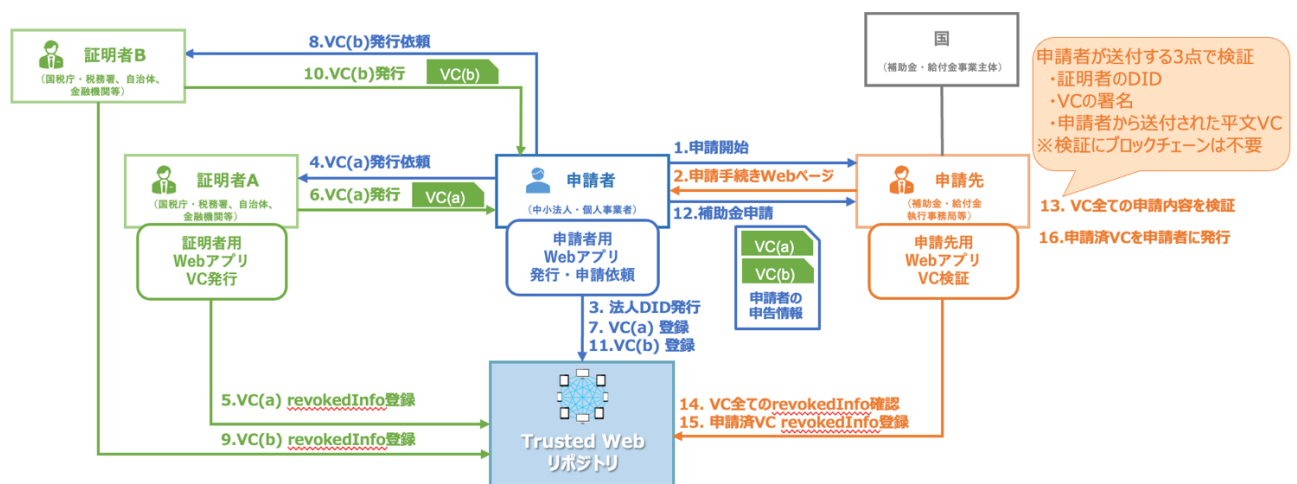 証明者B
(国税庁・税務署、自治体、
金融機関等)
8.VC(b)発行依頼
10.VC(b)発行
VC(b)
国
(補助金・給付金事業主体)
申請者が送付する3点で検証
・証明者のDID
・VCの署名
・申請者から送付された平文VC
※検証にブロックチェーンは不要
証明者A
(国税庁・税務署、自治体、
金融機関等)
4.VC(a)発行依頼
6.VC(a)発行
VC(a)
申請者
(中小法人・個人事業者)
1.申請開始
2.申請手続きWebページ
12.補助金申請
申請先
(補助金・給付金
執行事務局等)
13. VC全ての申請内容を検証
16.申請済VCを申請者に発行
証明者用
Webアプリ
VC発行
申請者用
Webアプリ
発行・申請依頼
VC(a)
VC(b)
申請者の
申告情報
申請先用
Webアプリ
VC検証
3. 法人DID発行
7. VC(a) 登録
11.VC(b) 登録
5.VC(a) revokedInfo登録
9.VC(b) revokedInfo登録
Trusted Web
リポジトリ
14. VC全てのrevokedInfo確認
15. 申請済VC revokedInfo登録